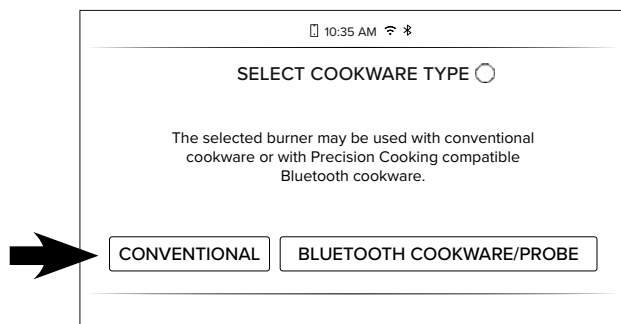 10:35 AM
SELECT COOKWARE TYPE
The selected burner may be used with conventional
cookware or with Precision Cooking compatible
Bluetooth cookware.
CONVENTIONAL
BLUETOOTH COOKWARE/PROBE